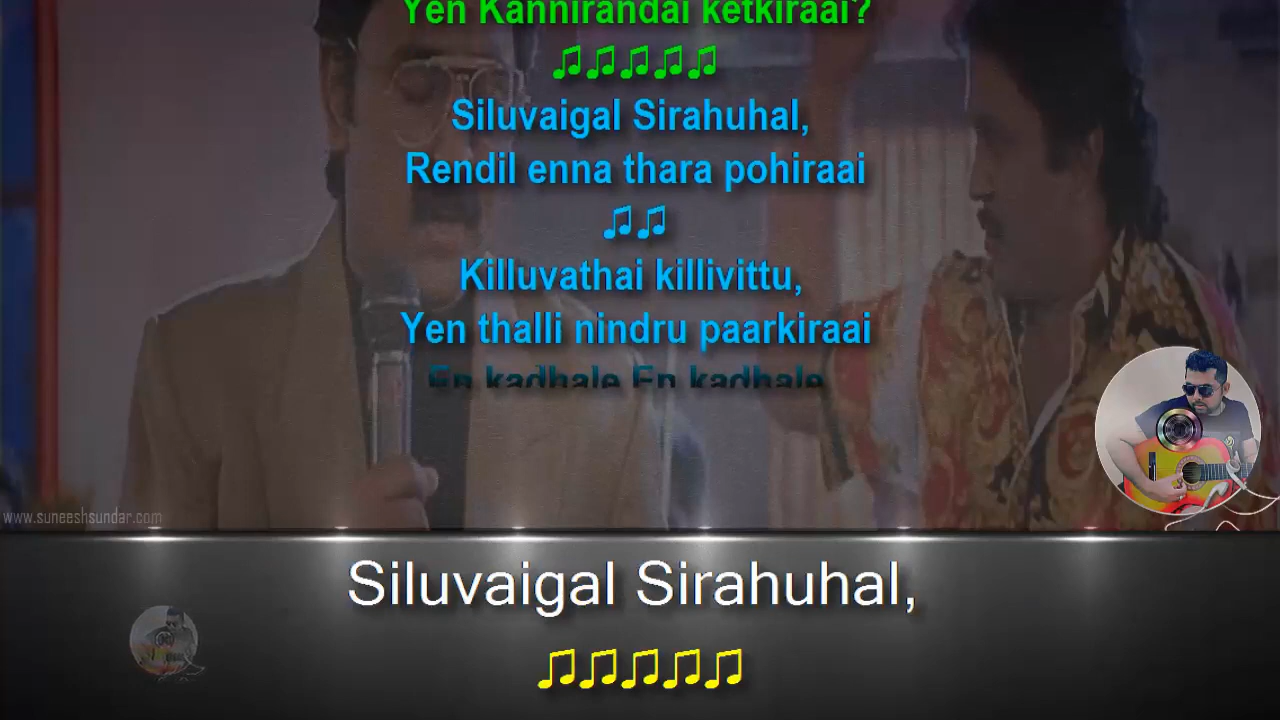 Yen Kannirandai ketkiraai?
♫♫♫♫♫
Siluvaigal Sirahuhal,
Rendil enna thara pohiraai
♫♫
Killuvathai killivittu,
Yen thalli nindru paarkiraai
En kadhale En kadhale
www.suneeshsundar.com
Siluvaigal Sirahuhal,
♫♫♫♫♫